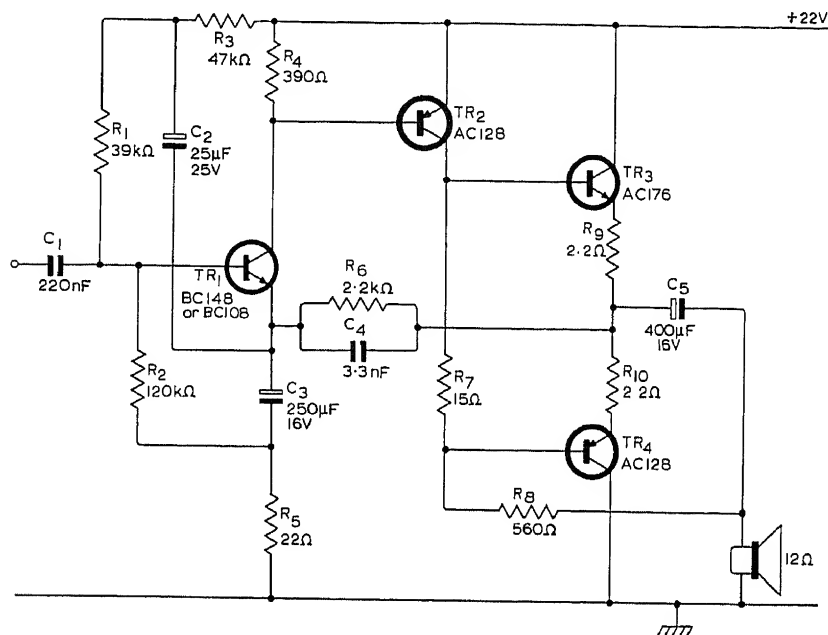 +22V
R3
47kΩ
R4
390Ω
R1
39kΩ
C2
25µF
25V
TR2
AC128
TR3
AC176
C1
220nF
TR1
BC148
or BC108
R6
2·2kΩ
C4
3·3nF
R9
2·2Ω
C5
400µF
16V
R2
120kΩ
C3
250µF
16V
R7
15Ω
R10
2 2Ω
TR4
AC128
R5
22Ω
R8
560Ω
12Ω